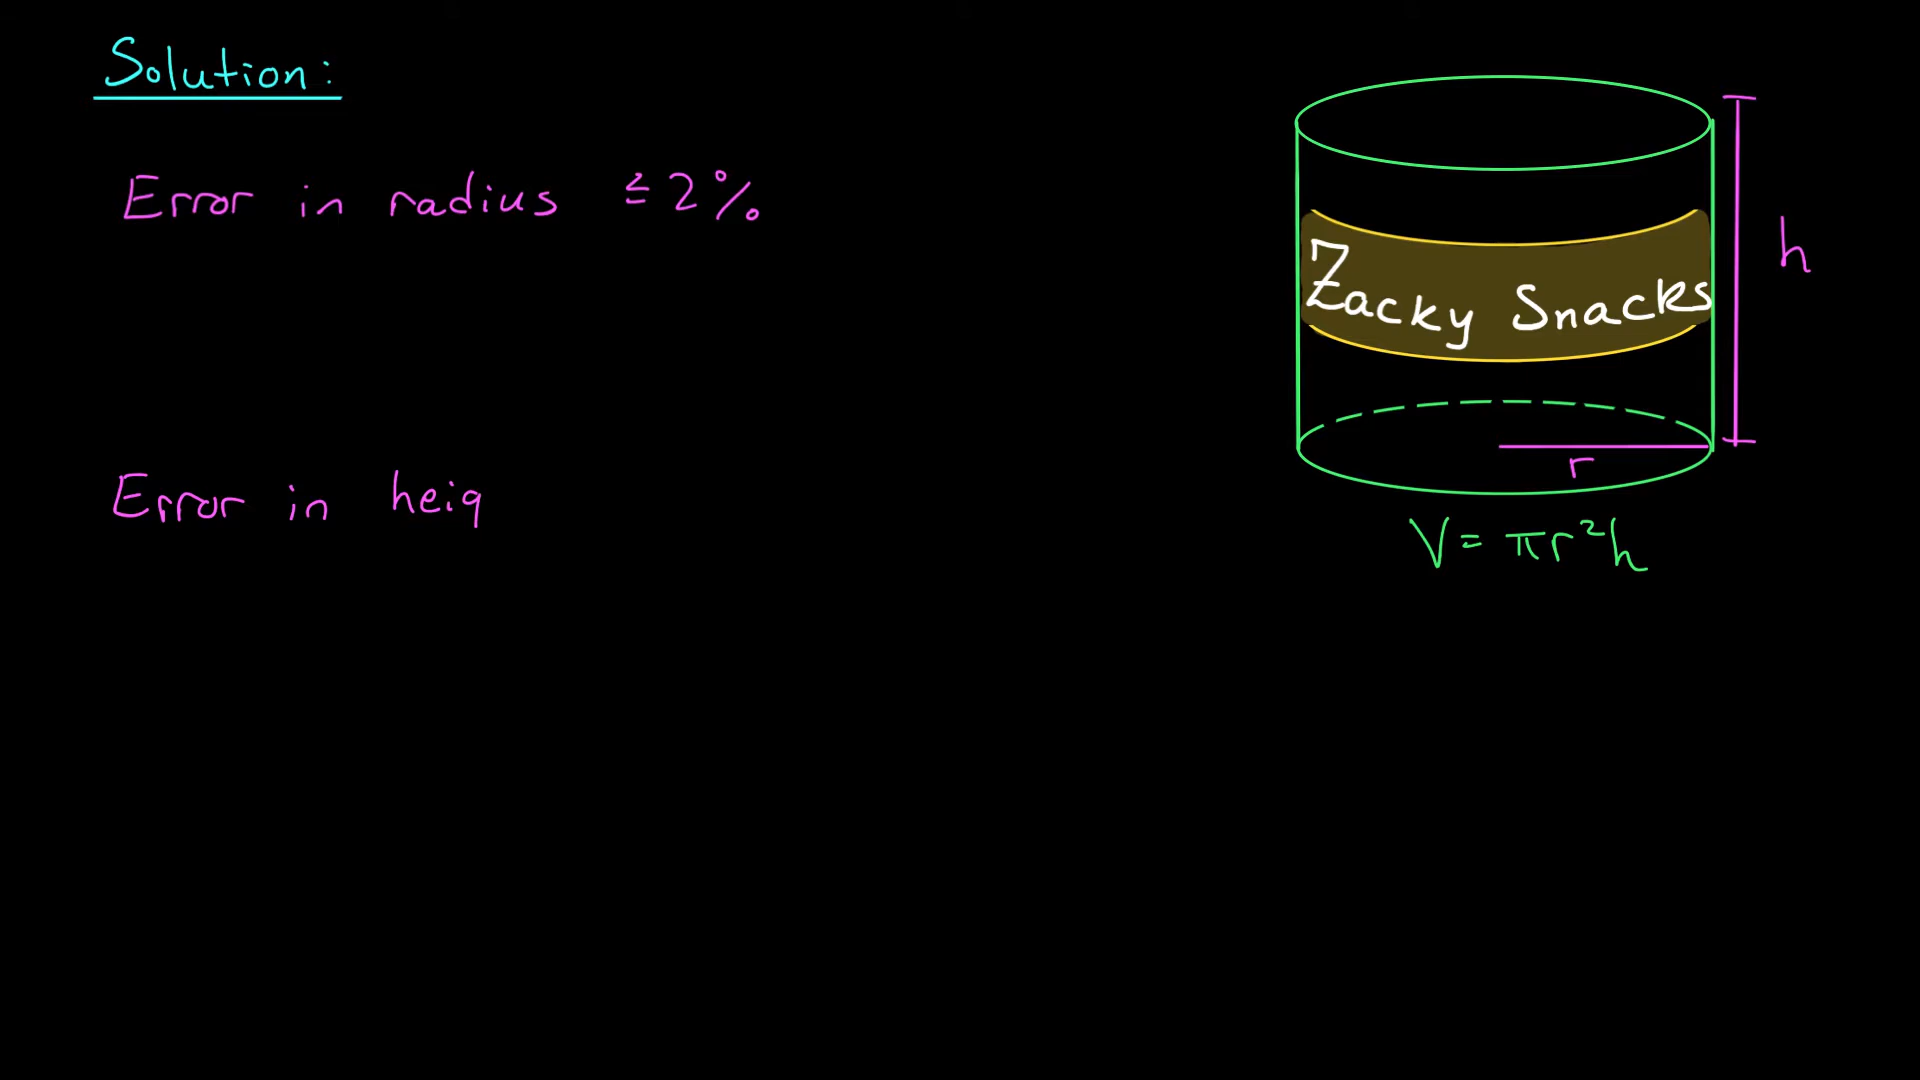 Solution:
Error in radius ≤ 2%
h
Zacky Snacks
r
Error in heig
V = πr²h